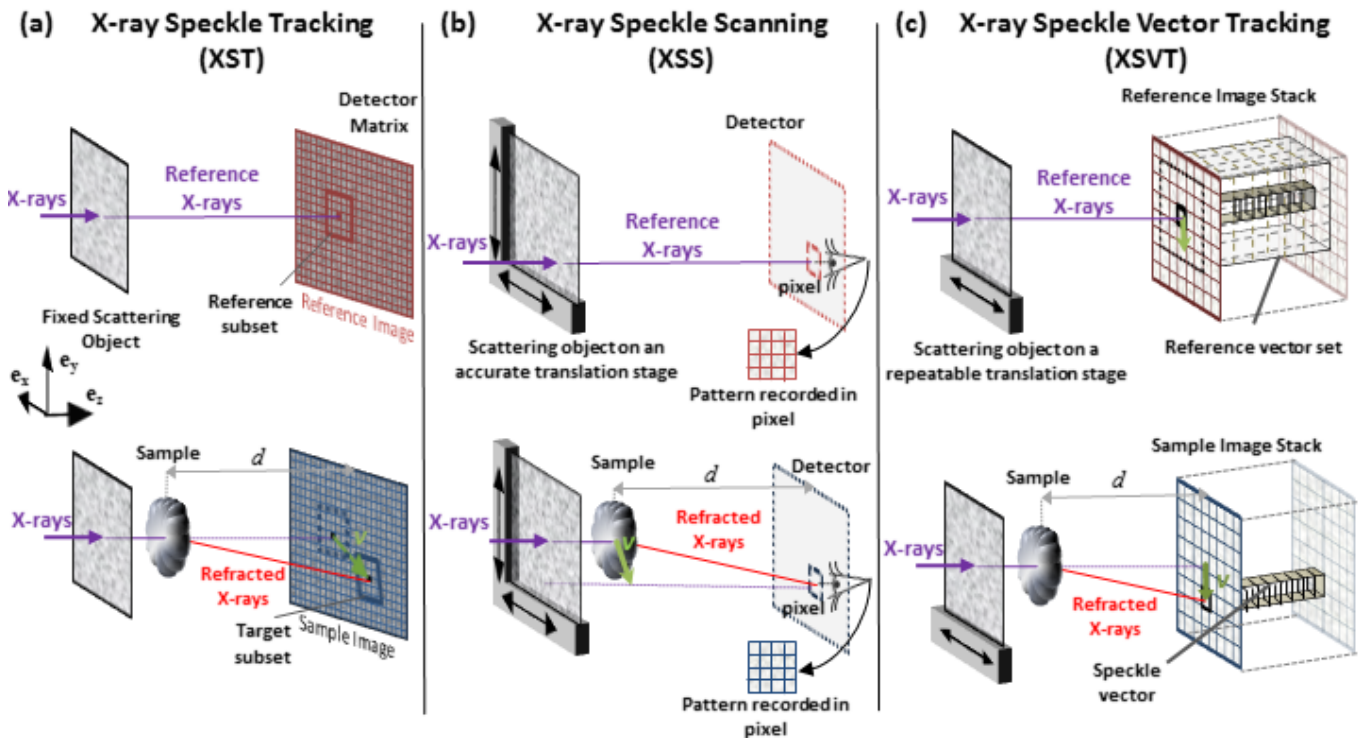 (a) X-ray Speckle Tracking
(XST)
Detector
Matrix
Reference
X-rays
X-rays
Reference
subset
Reference Image
Fixed Scattering
Object
e_y
e_x
e_z
Sample
d
X-rays
v
Refracted
X-rays
Target
subset
Sample Image
(b) X-ray Speckle Scanning
(XSS)
Detector
Reference
X-rays
X-rays
pixel
Scattering object on an
accurate translation stage
Pattern recorded in
pixel
Sample
d
Detector
X-rays
Refracted
X-rays
v
pixel
Pattern recorded in
pixel
(c) X-ray Speckle Vector Tracking
(XSVT)
Reference Image Stack
Reference
X-rays
X-rays
Scattering object on a
repeatable translation stage
Reference vector set
Sample Image Stack
Sample
d
X-rays
v
Refracted
X-rays
Speckle
vector